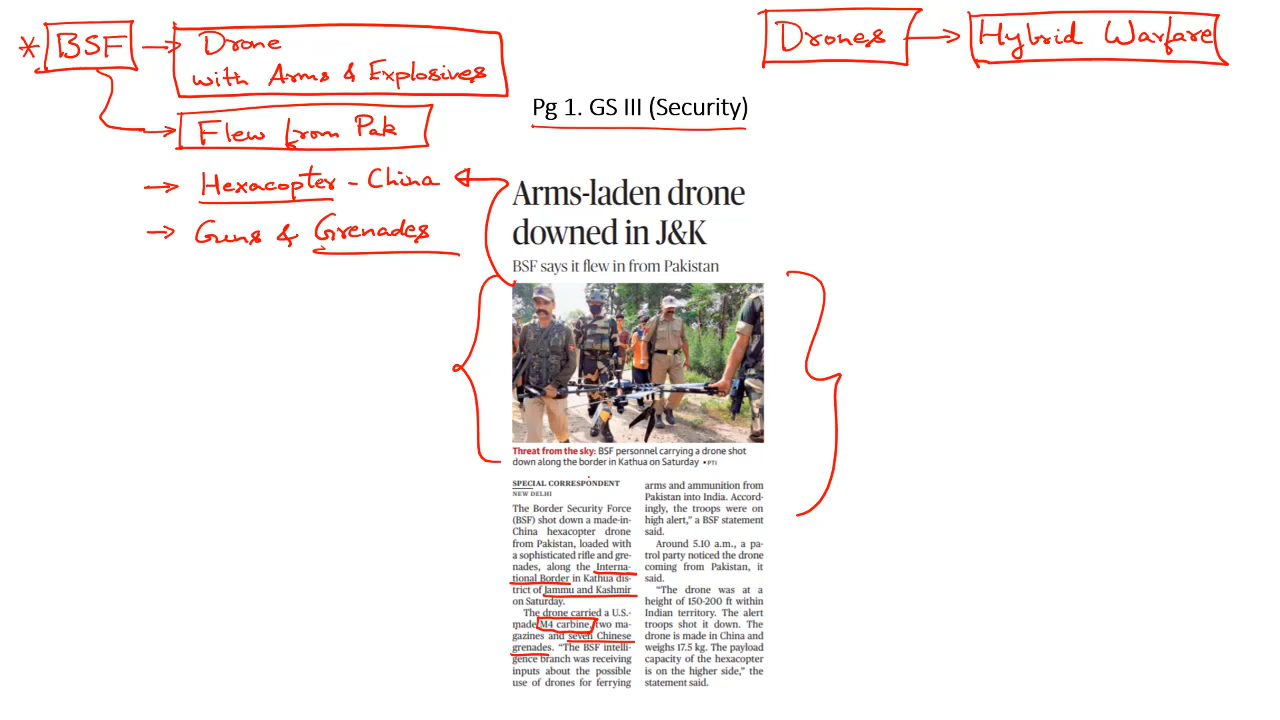 * BSF → Drone
with Arms & Explosives
→ Flew from Pak
→ Hexacopter - China
→ Guns & Grenades
Drones → Hybrid Warfare
Pg 1. GS III (Security)
Arms-laden drone
downed in J&K
BSF says it flew in from Pakistan
Threat from the sky: BSF personnel carrying a drone shot
down along the border in Kathua on Saturday • PTI
SPECIAL CORRESPONDENT
NEW DELHI
The Border Security Force
(BSF) shot down a made-in-
China hexacopter drone
from Pakistan, loaded with
a sophisticated rifle and gre-
nades, along the Interna-
tional Border in Kathua dis-
trict of Jammu and Kashmir
on Saturday.
The drone carried a U.S.-
made M4 carbine, two ma-
gazines and seven Chinese
grenades. “The BSF intelli-
gence branch was receiving
inputs about the possible
use of drones for ferrying
arms and ammunition from
Pakistan into India. Accord-
ingly, the troops were on
high alert,” a BSF statement
said.
Around 5.10 a.m., a pa-
trol party noticed the drone
coming from Pakistan, it
said.
“The drone was at a
height of 150-200 ft within
Indian territory. The alert
troops shot it down. The
drone is made in China and
weighs 17.5 kg. The payload
capacity of the hexacopter
is on the higher side,” the
statement said.